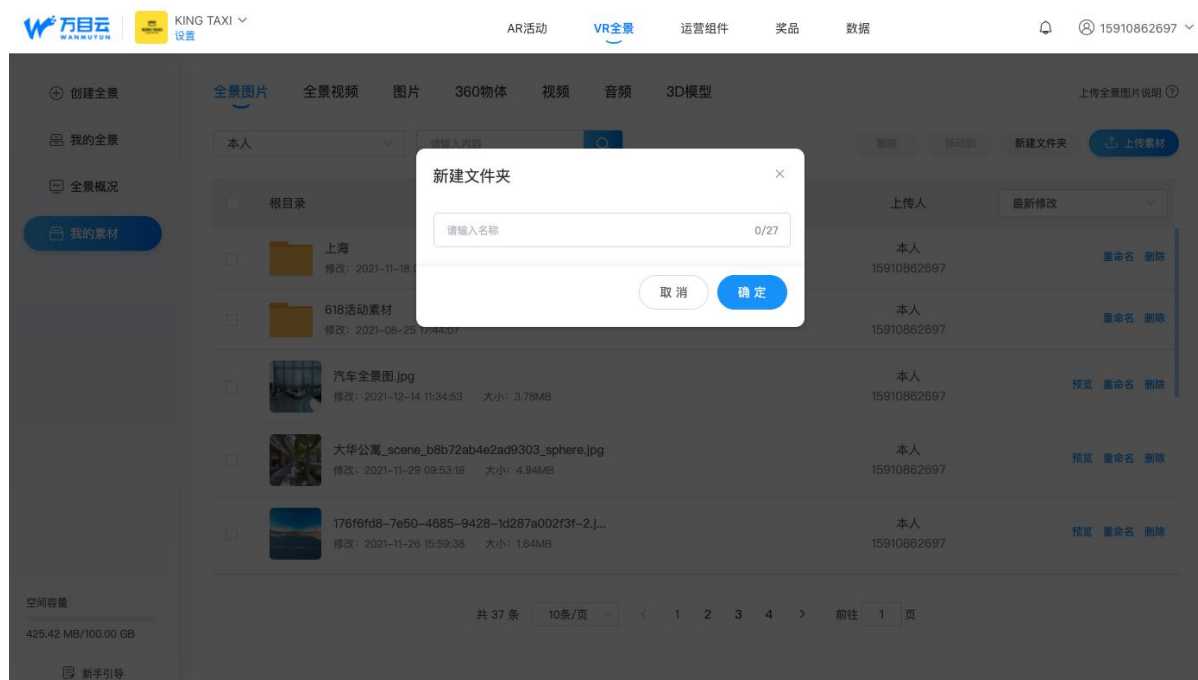 万目云
WANMUYUN
KING TAXI
设置
AR活动
VR全景
运营组件
奖品
数据
15910862697
创建全景
我的全景
全景概况
我的素材
全景图片
全景视频
图片
360物体
视频
音频
3D模型
上传全景图片说明
本人
请输入内容
删除
移动到
新建文件夹
上传素材
新建文件夹
请输入名称
0/27
取消
确定
根目录
上传人
最新修改
上海
修改：2021-11-18
本人
15910862697
重命名 删除
618活动素材
修改：2021-08-25 17:44:07
本人
15910862697
重命名 删除
汽车全景图.jpg
修改：2021-12-14 11:34:53 大小：3.78MB
本人
15910862697
预览 重命名 删除
大华公寓_scene_b8b72ab4e2ad9303_sphere.jpg
修改：2021-11-29 09:53:18 大小：4.94MB
本人
15910862697
预览 重命名 删除
176f6fd8-7e50-4685-9428-1d287a002f3f-2.j...
修改：2021-11-26 15:59:38 大小：1.64MB
本人
15910862697
预览 重命名 删除
空间容量
425.42 MB/100.00 GB
新手引导
共 37 条
10条/页
1 2 3 4
前往 1 页